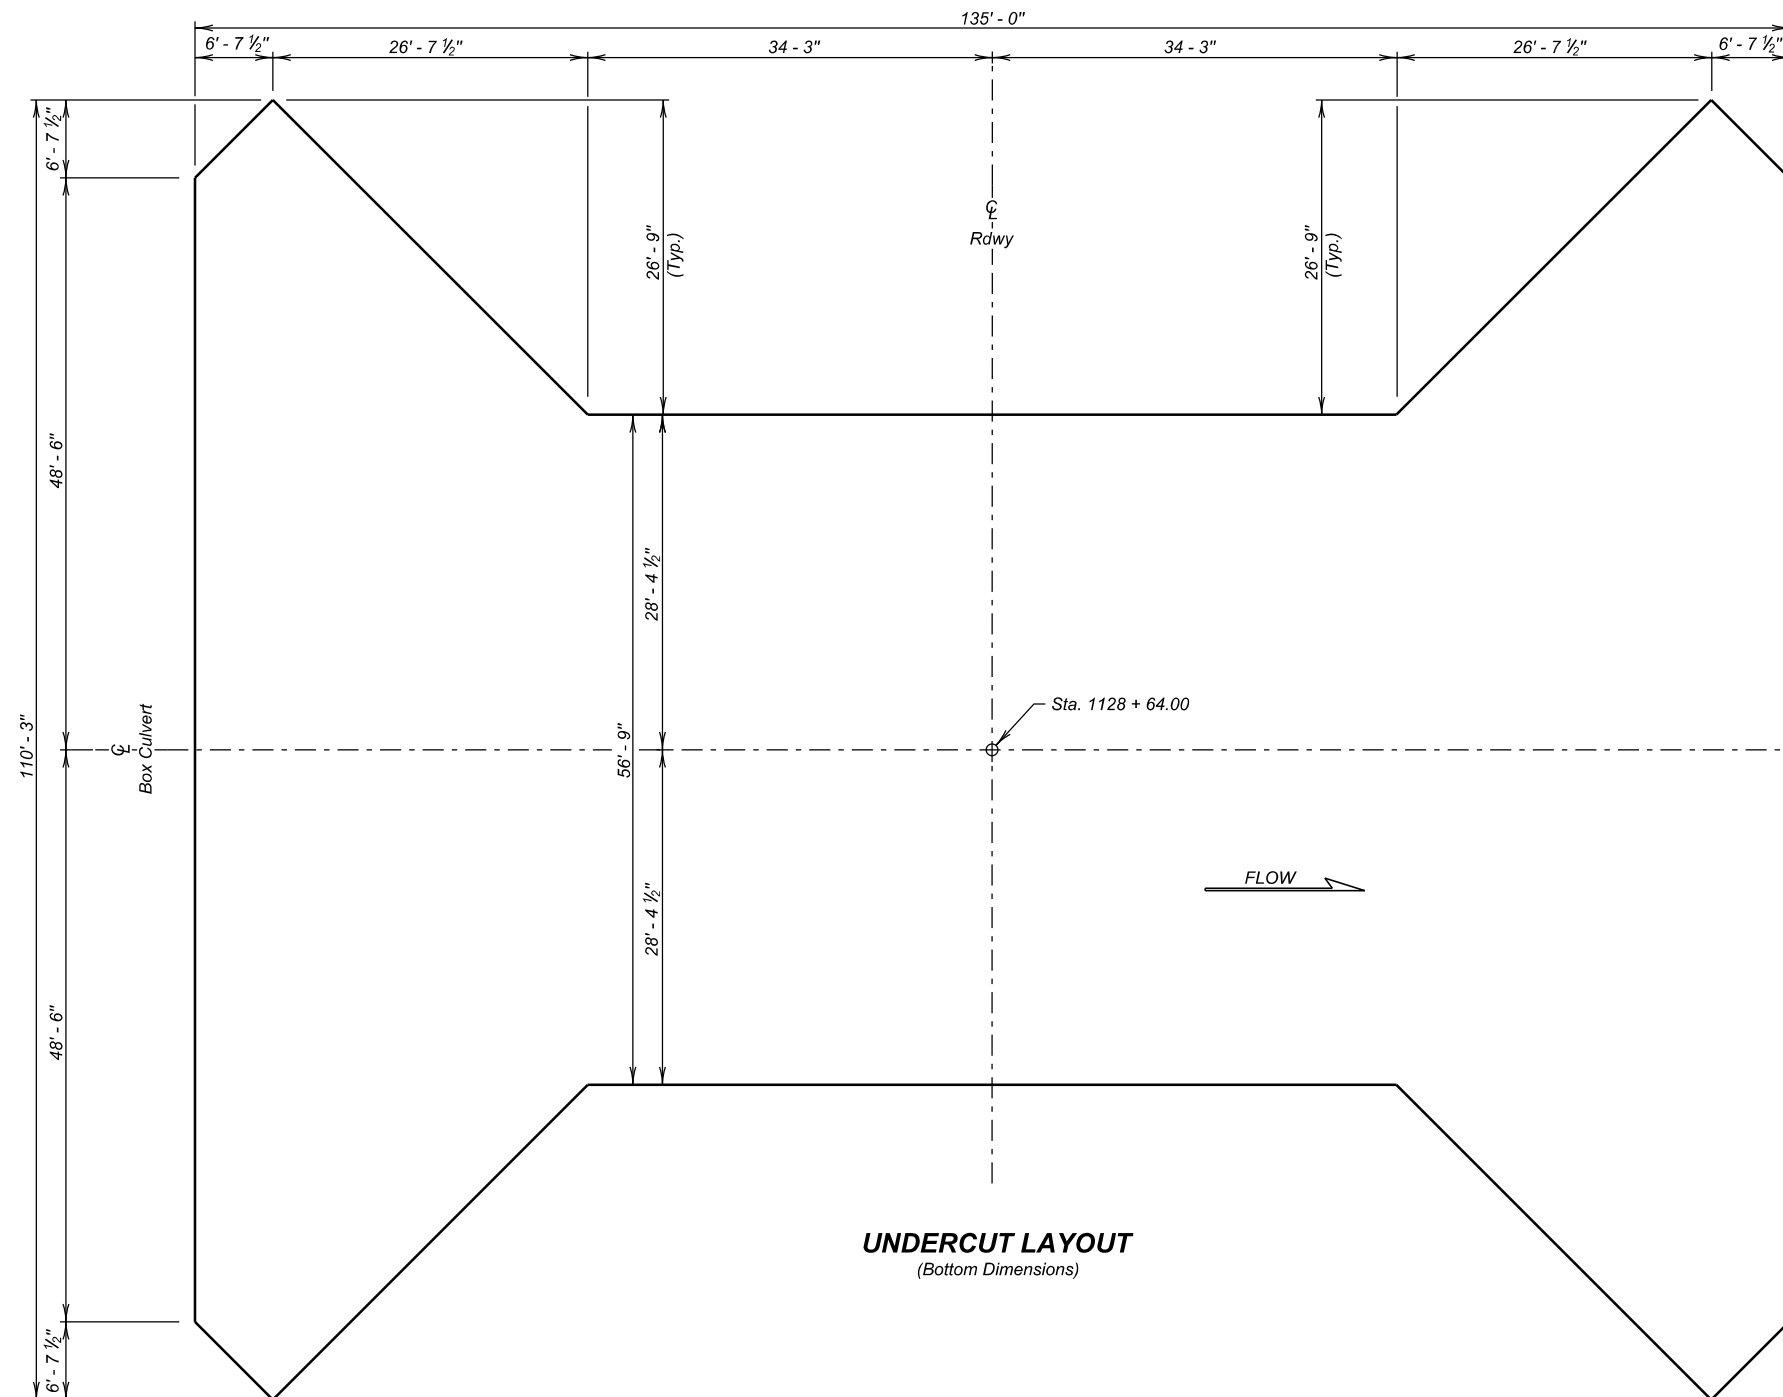 135' - 0"
6' - 7 ½"
26' - 7 ½"
34 - 3"
34 - 3"
26' - 7 ½"
6' - 7 ½"
6' - 7 ½"
26' - 9"
(Typ.)
℄
Rdwy
26' - 9"
(Typ.)
48' - 6"
28' - 4 ½"
110' - 3"
℄
Box Culvert
56' - 9"
Sta. 1128 + 64.00
28' - 4 ½"
FLOW
48' - 6"
UNDERCUT LAYOUT
(Bottom Dimensions)
6' - 7 ½"